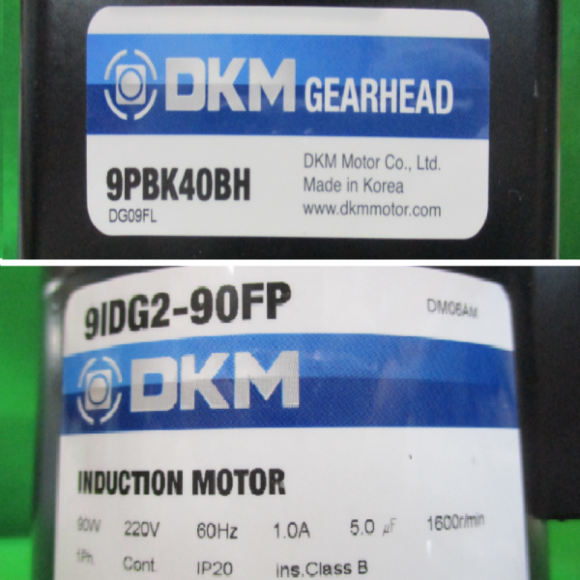 DKM GEARHEAD
9PBK40BH
DG09FL
DKM Motor Co., Ltd.
Made in Korea
www.dkmmotor.com
9IDG2-90FP
DM06AM
DKM
INDUCTION MOTOR
90W 220V 60Hz 1.0A 5.0 µF 1600r/min
1Ph. Cont. IP20 ins.Class B